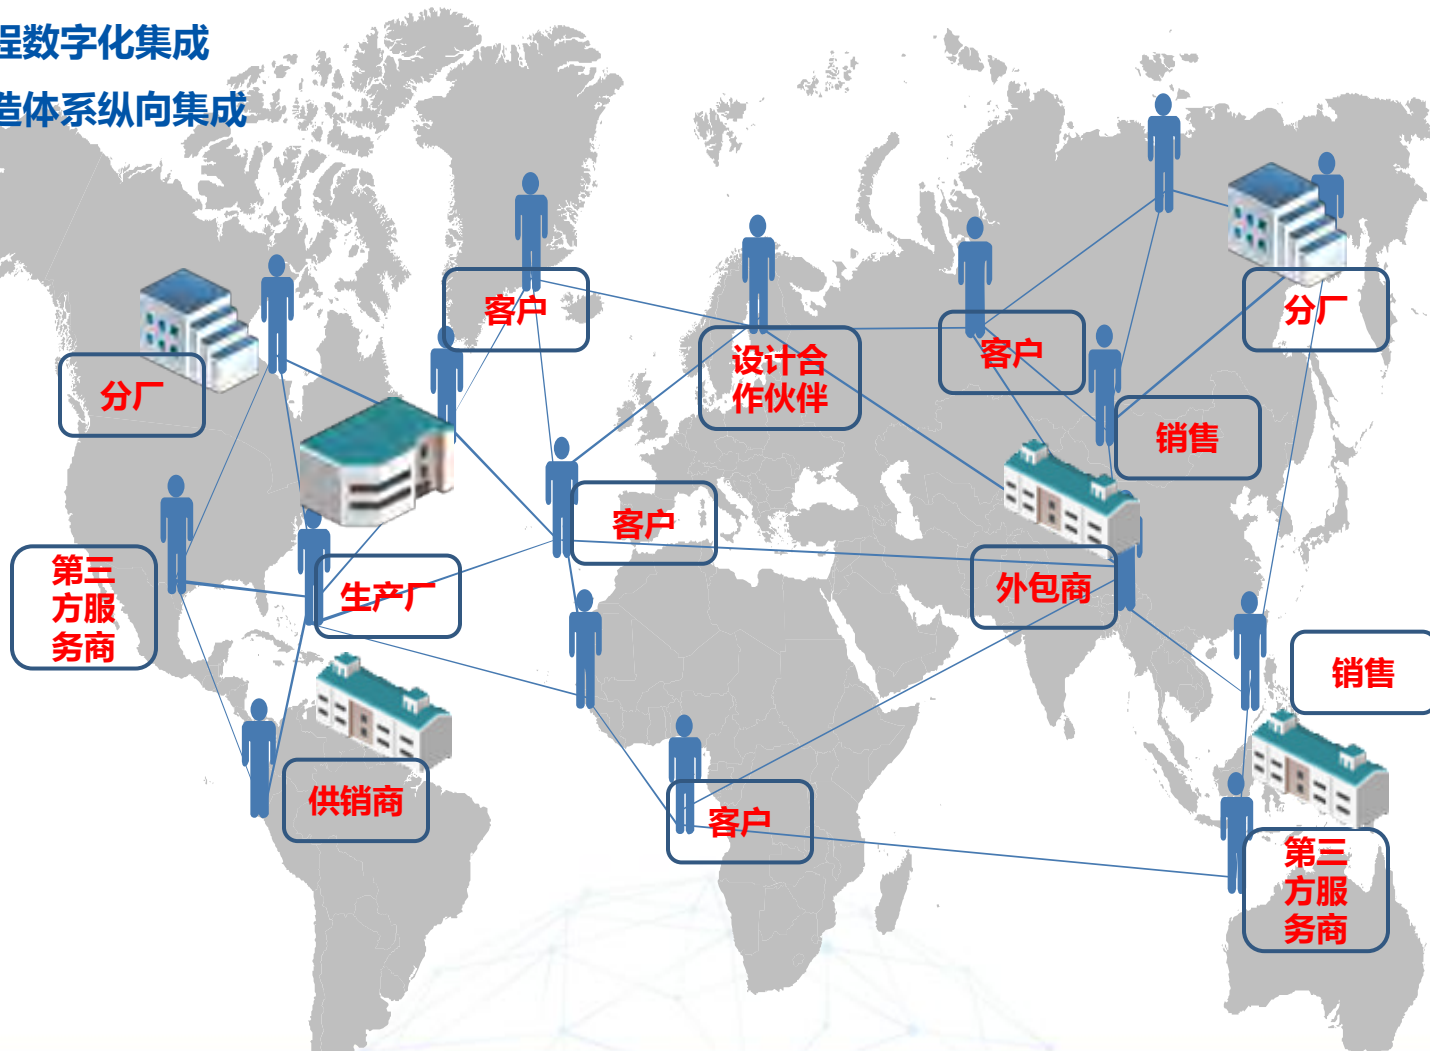 程数字化集成
造体系纵向集成
客户
分厂
设计合
作伙伴
客户
分厂
销售
客户
第三
方服
务商
生产厂
外包商
销售
供销商
客户
第三
方服
务商